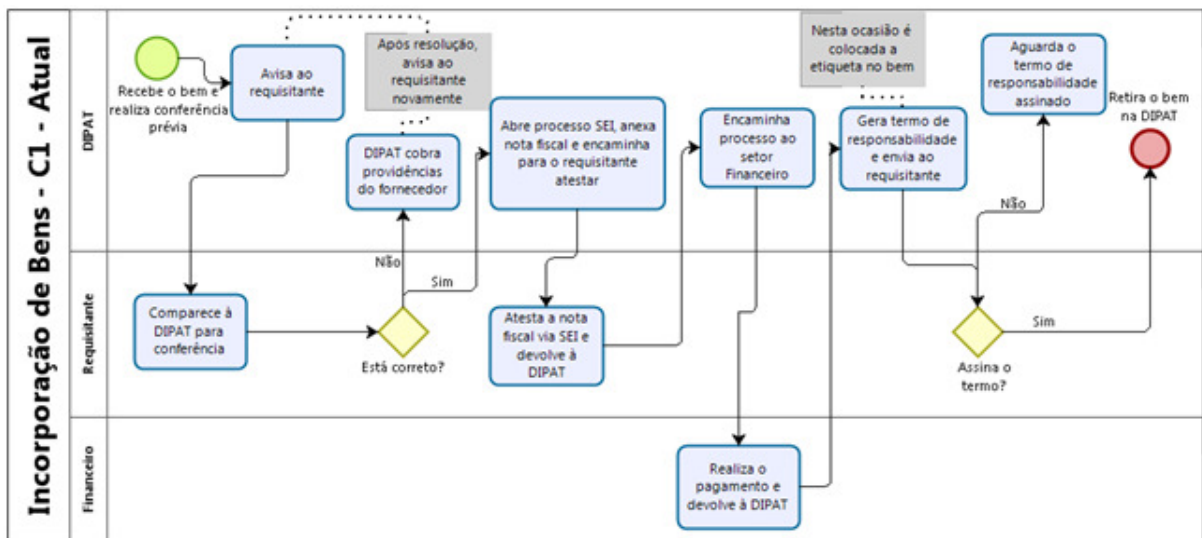 Incorporação de Bens - C1 - Atual
DIPAT
Recebe o bem e
realiza conferência
prévia
Avisa ao
requisitante
Após resolução,
avisa ao
requisitante
novamente
DIPAT cobra
providências
do fornecedor
Abre processo SEI, anexa
nota fiscal e encaminha
para o requisitante
atestar
Encaminha
processo ao
setor
Financeiro
Nesta ocasião é
colocada a
etiqueta no bem
Gera termo de
responsabilidade
e envia ao
requisitante
Aguarda o
termo de
responsabilidade
assinado
Retira o bem
na DIPAT
Não
Sim
Não
Requisitante
Comparece à
DIPAT para
conferência
Está correto?
Atesta a nota
fiscal via SEI e
devolve à
DIPAT
Assina o
termo?
Sim
Financeiro
Realiza o
pagamento e
devolve à DIPAT